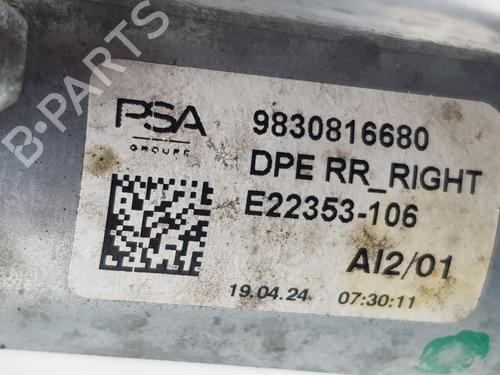 B-PARTS
PSA
GROUPE
9830816680
DPE RR_RIGHT
E22353-106
AI2/01
19.04.24 07:30:11